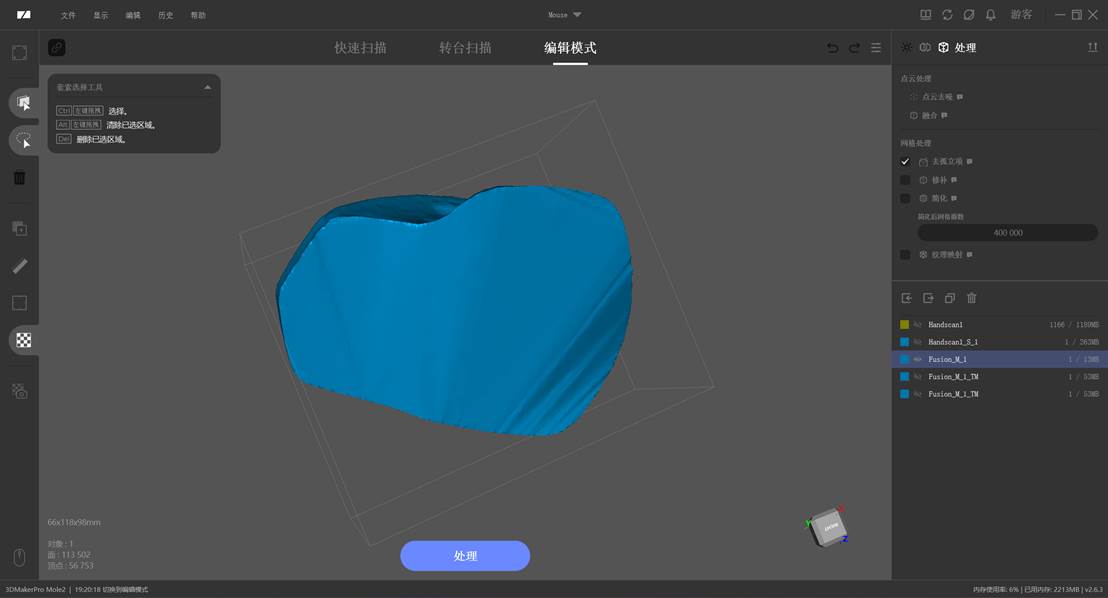 文件 显示 编辑 历史 帮助
Mouse
游客
快速扫描 转台扫描 编辑模式
处理
套索选择工具
Ctrl 左键拖拽 选择。
Alt 左键拖拽 清除已选区域。
Del 删除已选区域。
点云处理
点云去噪
融合
网格处理
去孤立项
修补
简化
简化后网格面数
400 000
纹理映射
Handscan1 1166 / 1189MB
Handscan1_S_1 1 / 263MB
Fusion_M_1 1 / 13MB
Fusion_M_1_TM 1 / 53MB
Fusion_M_1_TM 1 / 53MB
66x118x98mm
对象 : 1
面 : 113 502
顶点 : 56 753
处理
Y
Z
3DMakerPro Mole2 | 19:20:18 切换到编辑模式
内存使用率: 6% | 已用内存: 2213MB | v2.6.3